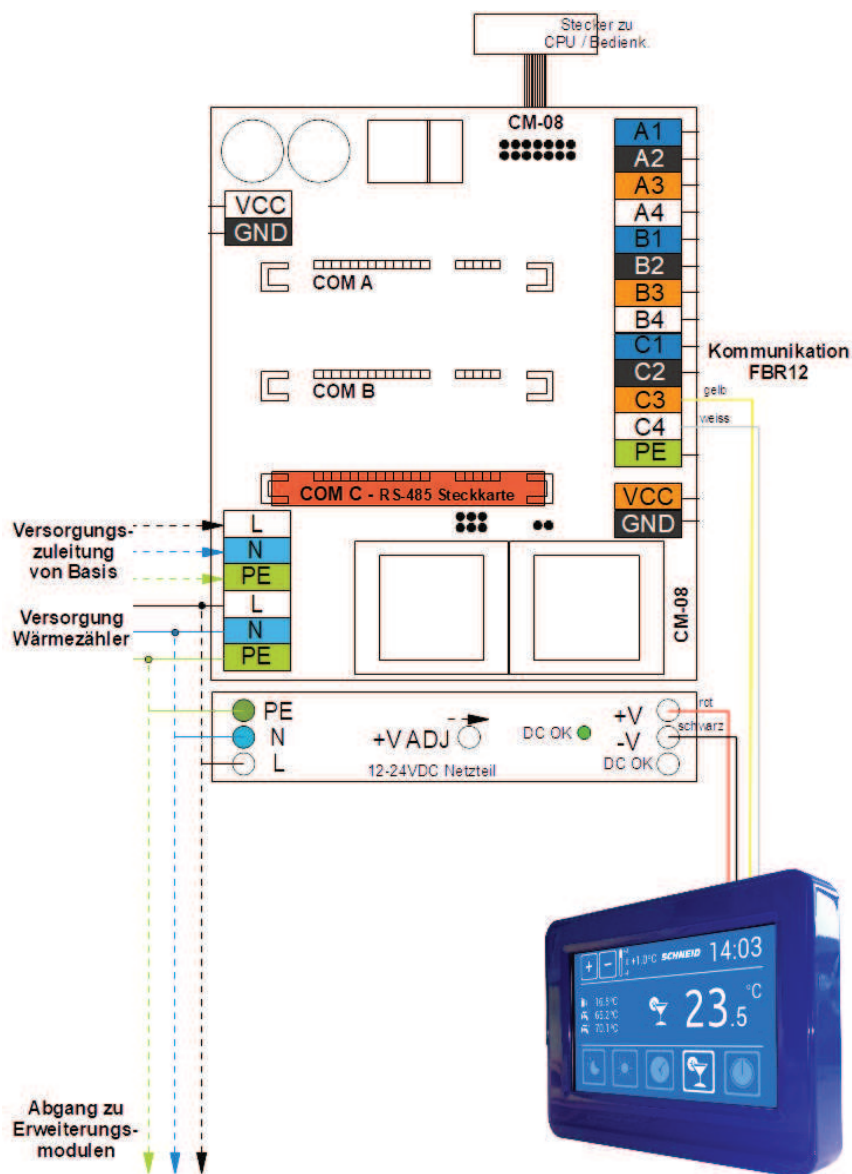 Stecker zu
CPU / Bedienk.
CM-08
A1
A2
A3
A4
B1
B2
B3
B4
C1
C2
C3
C4
PE
VCC
GND
VCC
GND
COM A
COM B
COM C - RS-485 Steckkarte
Kommunikation
FBR12
gelb
weiss
Versorgungs-
zuleitung
von Basis
L
N
PE
Versorgung
Wärmezähler
L
N
PE
CM-08
PE
N
L
+V ADJ
12-24VDC Netzteil
DC OK
+V
-V
DC OK
rot
schwarz
+ −
+1.0°C
SCHNEID
14:03
23.5 °C
Abgang zu
Erweiterungs-
modulen